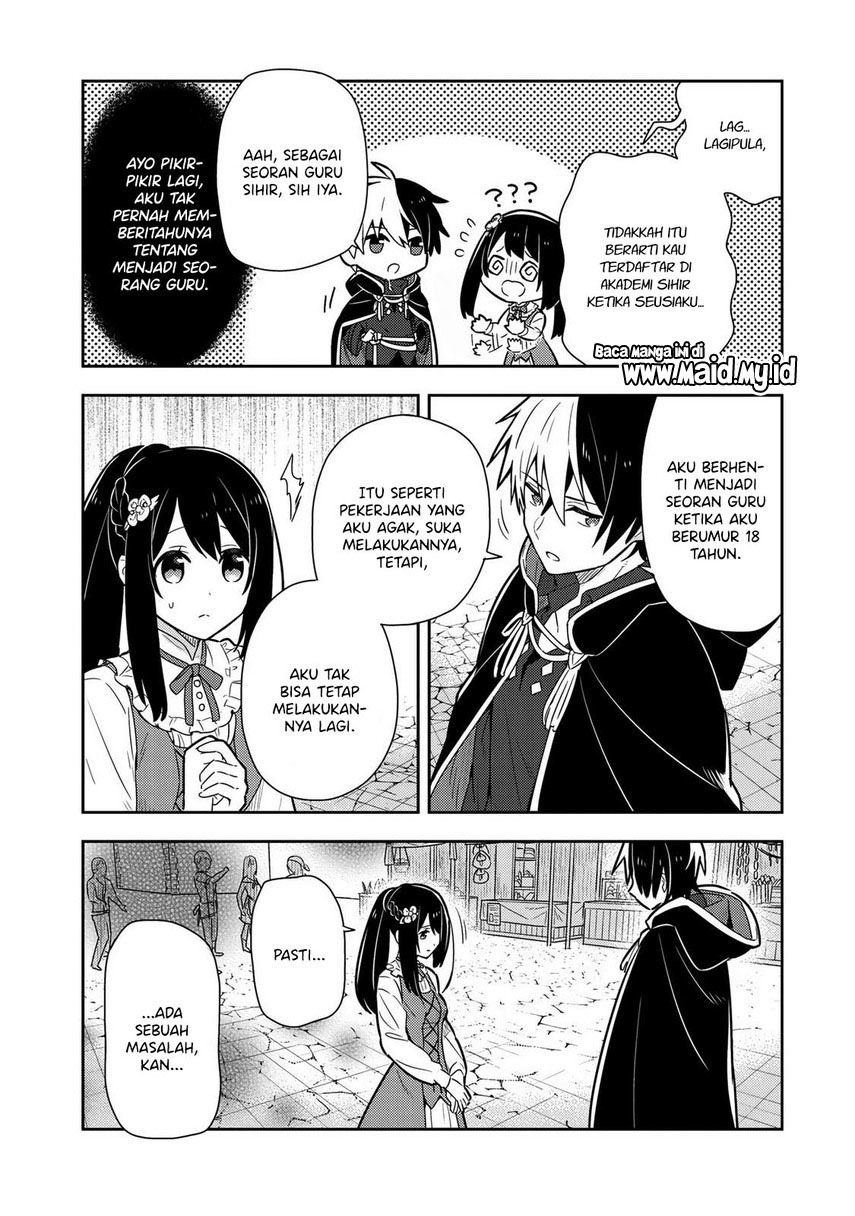 LAG...
LAGIPULA,
TIDAKKAH ITU
BERARTI KAU
TERDAFTAR DI
AKADEMI SIHIR
KETIKA SEUSIAKU...
???
AAH, SEBAGAI
SEORAN GURU
SIHIR, SIH IYA.
AYO PIKIR-
PIKIR LAGI,
AKU TAK
PERNAH MEM-
BERITAHUNYA
TENTANG
MENJADI SEO-
RANG GURU.
Baca Manga ini di
www.Maid.My.id
AKU BERHEN-
TI MENJADI
SEORAN GURU
KETIKA AKU
BERUMUR 18
TAHUN.
ITU SEPERTI
PEKERJAAN YANG
AKU AGAK, SUKA
MELAKUKANNYA,
TETAPI,
AKU TAK
BISA TETAP
MELAKUKAN-
NYA LAGI.
PASTI...
...ADA
SEBUAH
MASALAH,
KAN...